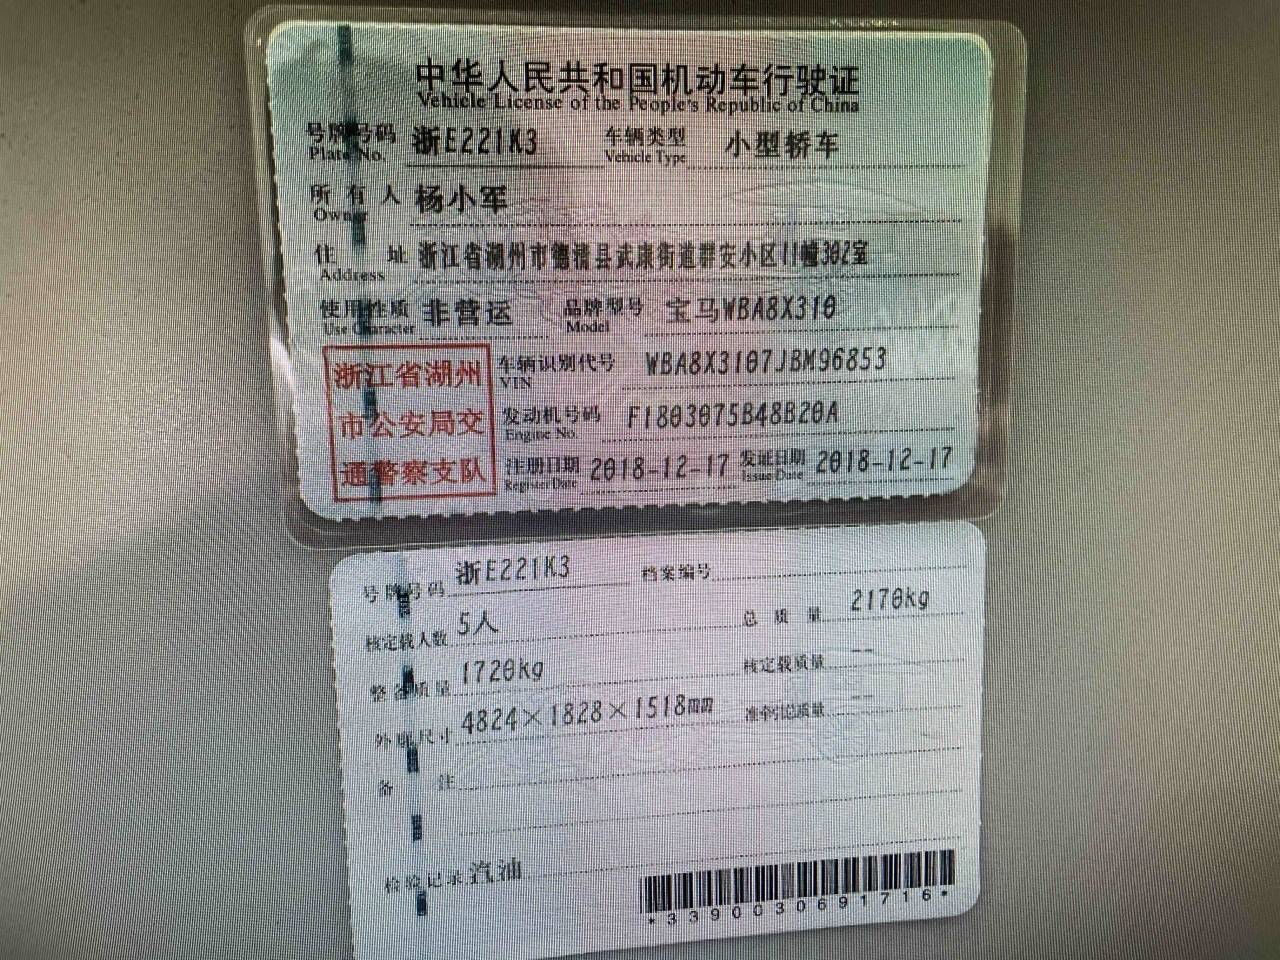 中华人民共和国机动车行驶证
Vehicle License of the People's Republic of China
号牌号码 浙E221K3 车辆类型 小型轿车
Plate No. Vehicle Type
所有人 杨小军
Owner
住址 浙江省湖州市德清县武康街道群安小区11幢302室
Address
使用性质 非营运 品牌型号 宝马WBA8X310
Use Character Model
浙江省湖州
市公安局交
通警察支队
车辆识别代号 WBA8X3107JBM96853
VIN
发动机号码 F1803075B48B20A
Engine No.
注册日期 2018-12-17 发证日期 2018-12-17
Register Date Issue Date
号牌号码 浙E221K3 档案编号
核定载人数 5人 总质量 2170kg
整备质量 1720kg 核定载质量 --
外廓尺寸 4824×1828×1518mm 准牵引总质量 --
备注
检验记录 汽油
*3390030691716*